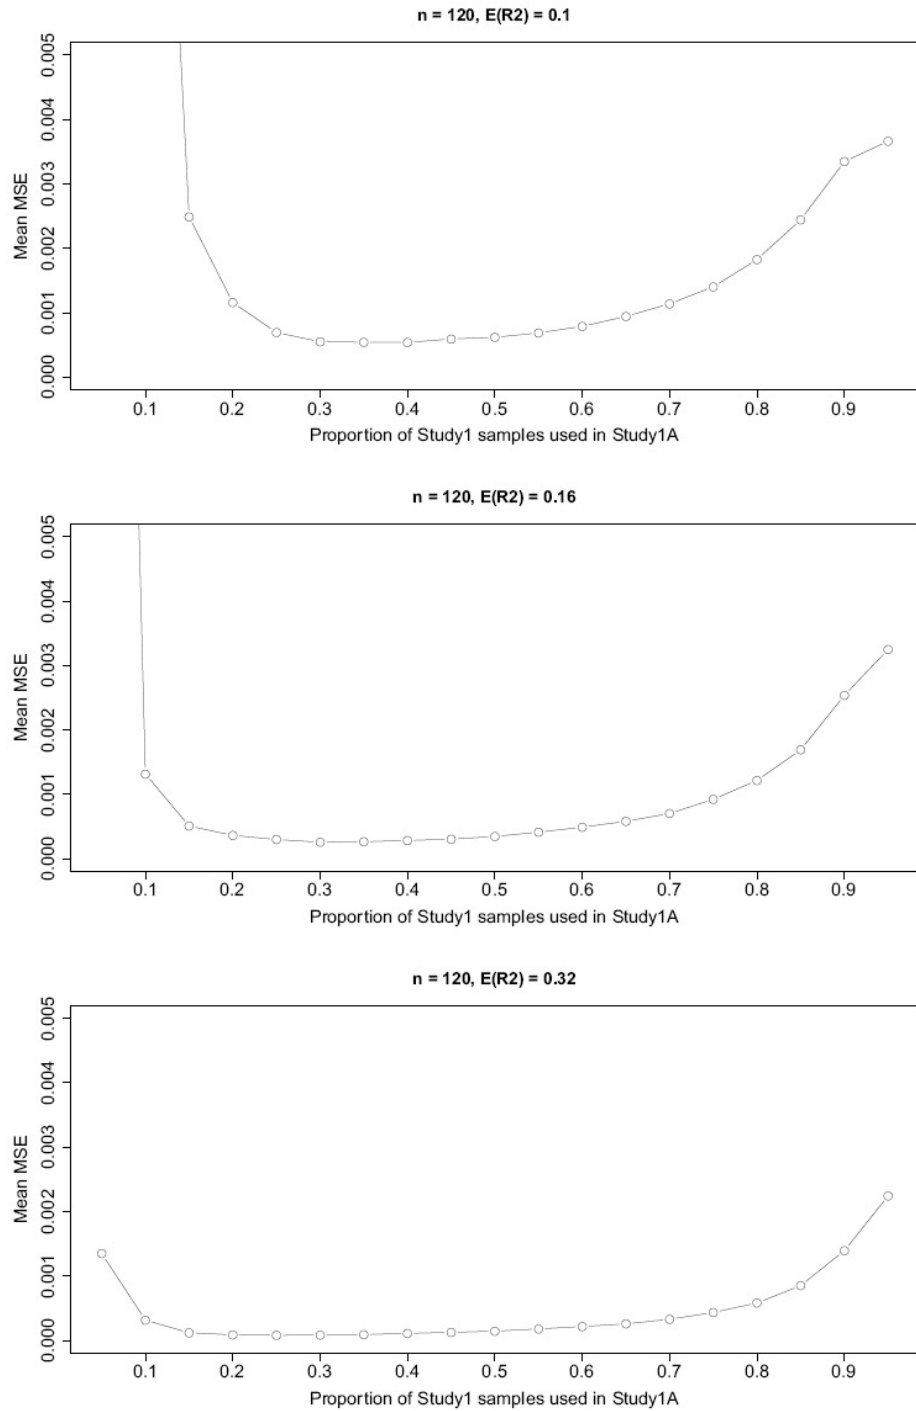 n = 120, E(R2) = 0.1
0.005
0.004
0.003
0.002
0.001
0.000
Mean MSE
0.1 0.2 0.3 0.4 0.5 0.6 0.7 0.8 0.9
Proportion of Study1 samples used in Study1A
n = 120, E(R2) = 0.16
0.005
0.004
0.003
0.002
0.001
0.000
Mean MSE
0.1 0.2 0.3 0.4 0.5 0.6 0.7 0.8 0.9
Proportion of Study1 samples used in Study1A
n = 120, E(R2) = 0.32
0.005
0.004
0.003
0.002
0.001
0.000
Mean MSE
0.1 0.2 0.3 0.4 0.5 0.6 0.7 0.8 0.9
Proportion of Study1 samples used in Study1A